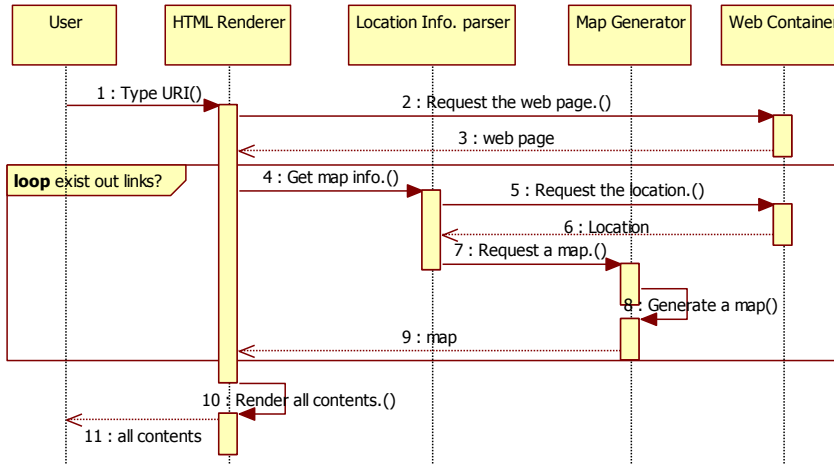 User
HTML Renderer
Location Info. parser
Map Generator
Web Container
1 : Type URI()
2 : Request the web page.()
3 : web page
loop exist out links?
4 : Get map info.()
5 : Request the location.()
6 : Location
7 : Request a map.()
8 : Generate a map()
9 : map
10 : Render all contents.()
11 : all contents